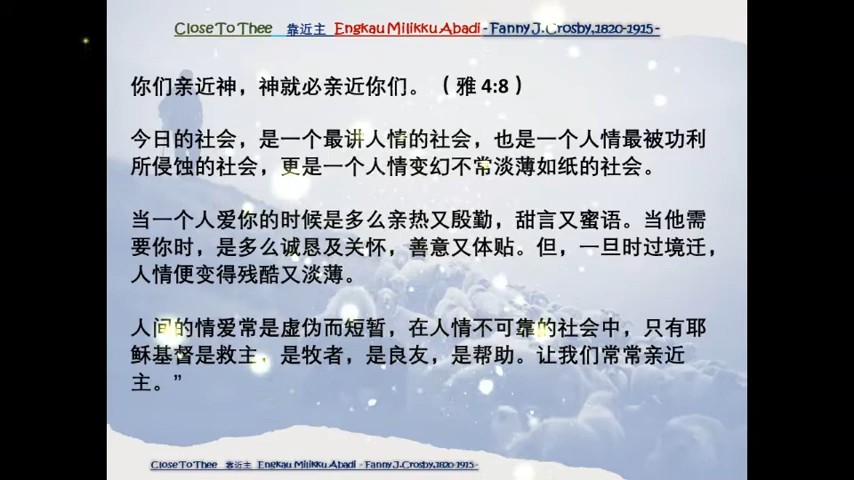 Close To Thee 靠近主 Engkau Milikku Abadi - Fanny J.Crosby,1820-1915-
你们亲近神，神就必亲近你们。（雅 4:8）
今日的社会，是一个最讲人情的社会，也是一个人情最被功利
所侵蚀的社会，更是一个人情变幻不常淡薄如纸的社会。
当一个人爱你的时候是多么亲热又殷勤，甜言又蜜语。当他需
要你时，是多么诚恳及关怀，善意又体贴。但，一旦时过境迁，
人情便变得残酷又淡薄。
人间的情爱常是虚伪而短暂，在人情不可靠的社会中，只有耶
稣基督是救主，是牧者，是良友，是帮助。让我们常常亲近
主。”
Close To Thee 靠近主 Engkau Milikku Abadi - Fanny J.Crosby,1820-1915-